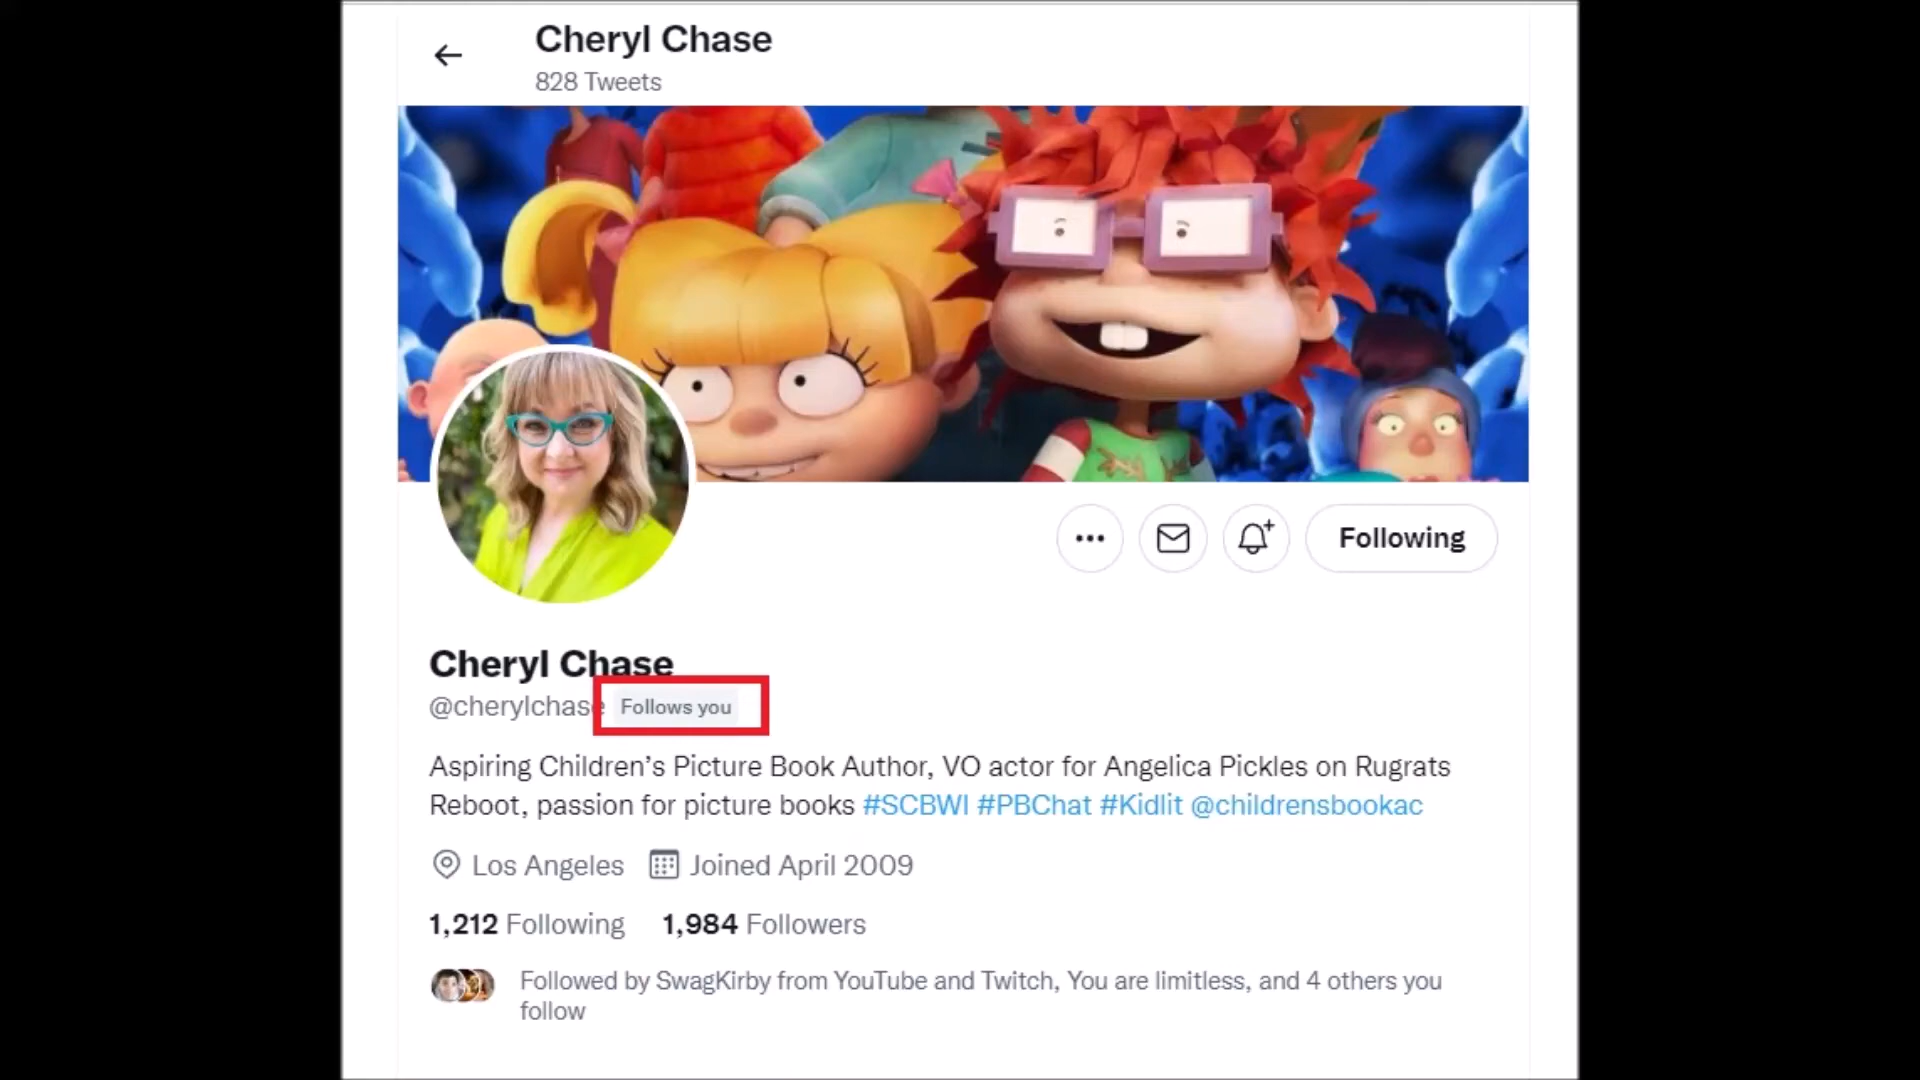 Cheryl Chase
828 Tweets
Following
Cheryl Chase
@cherylchase Follows you
Aspiring Children’s Picture Book Author, VO actor for Angelica Pickles on Rugrats
Reboot, passion for picture books #SCBWI #PBChat #Kidlit @childrensbookac
Los Angeles Joined April 2009
1,212 Following 1,984 Followers
Followed by SwagKirby from YouTube and Twitch, You are limitless, and 4 others you
follow